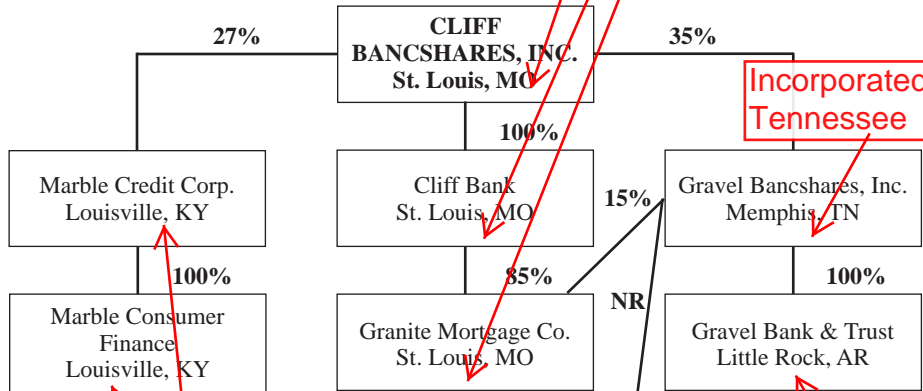 CLIFF
BANCSHARES, INC.
St. Louis, MO
27%
35%
Incorporated
Tennessee
100%
Marble Credit Corp.
Louisville, KY
Cliff Bank
St. Louis, MO
15%
Gravel Bancshares, Inc.
Memphis, TN
100%
85%
NR
100%
Marble Consumer
Finance
Louisville, KY
Granite Mortgage Co.
St. Louis, MO
Gravel Bank & Trust
Little Rock, AR